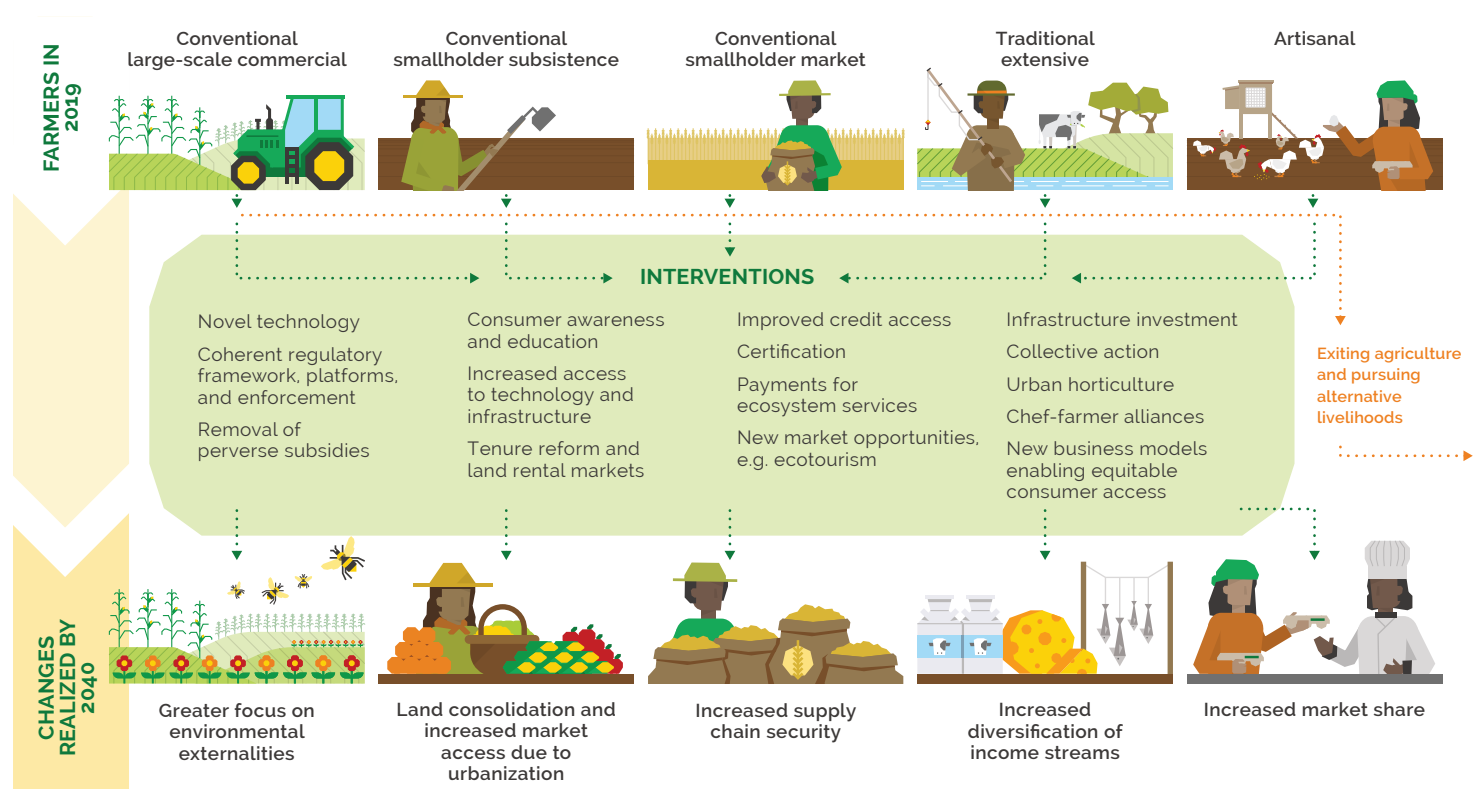 FARMERS IN
2019
Conventional
large-scale commercial
Conventional
smallholder subsistence
Conventional
smallholder market
Traditional
extensive
Artisanal
INTERVENTIONS
Novel technology
Coherent regulatory
framework, platforms,
and enforcement
Removal of
perverse subsidies
Consumer awareness
and education
Increased access
to technology and
infrastructure
Tenure reform and
land rental markets
Improved credit access
Certification
Payments for
ecosystem services
New market opportunities,
e.g. ecotourism
Infrastructure investment
Collective action
Urban horticulture
Chef-farmer alliances
New business models
enabling equitable
consumer access
Exiting agriculture
and pursuing
alternative
livelihoods
CHANGES
REALIZED BY
2040
Greater focus on
environmental
externalities
Land consolidation and
increased market
access due to
urbanization
Increased supply
chain security
Increased
diversification of
income streams
Increased market share